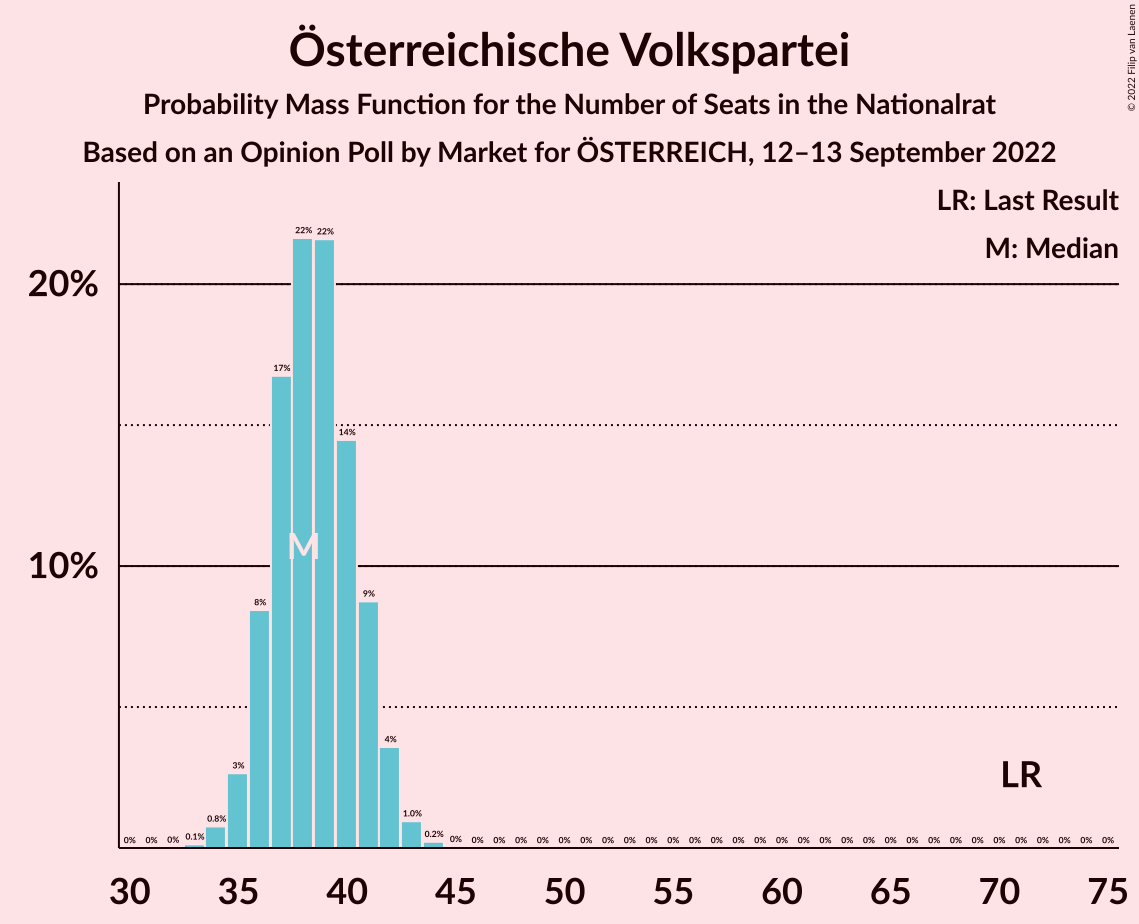 Österreichische Volkspartei
Probability Mass Function for the Number of Seats in the Nationalrat
Based on an Opinion Poll by Market for ÖSTERREICH, 12–13 September 2022
© 2022 Filip van Laenen
LR: Last Result
M: Median
20%
10%
0% 0% 0% 0.1% 0.8% 3% 8% 17% 22% 22% 14% 9% 4% 1.0% 0.2% 0% 0% 0% 0% 0% 0% 0% 0% 0% 0% 0% 0% 0% 0% 0% 0% 0% 0% 0% 0% 0% 0% 0% 0% 0% 0% 0% 0% 0% 0% 0%
M
LR
30 35 40 45 50 55 60 65 70 75